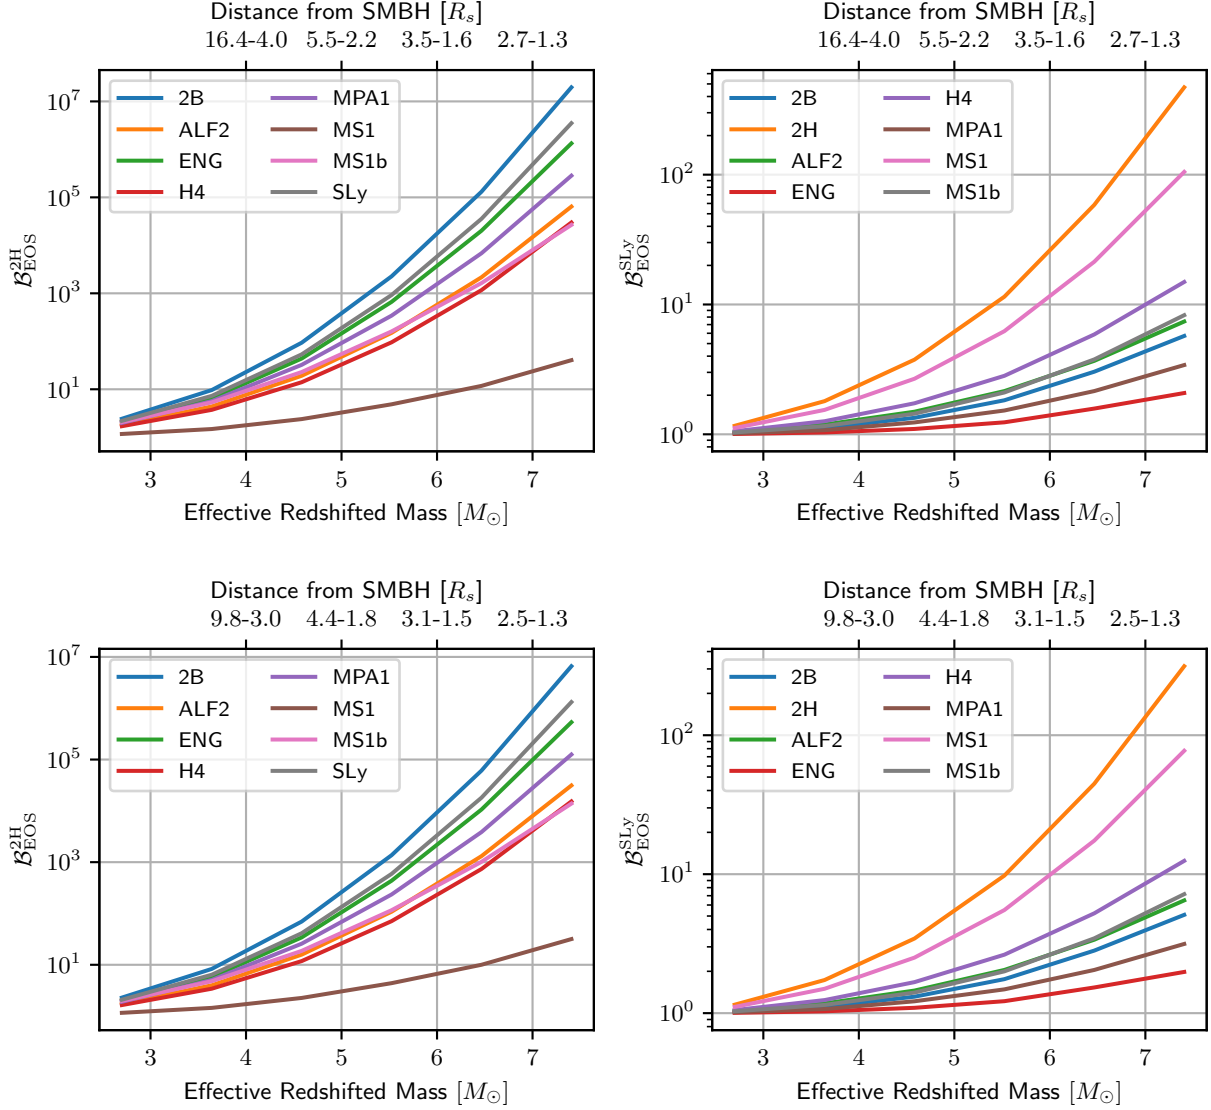 Distance from SMBH [R_s]
16.4-4.0 5.5-2.2 3.5-1.6 2.7-1.3
10^7
10^5
10^3
10^1
B^2H_EOS
2B MPA1
ALF2 MS1
ENG MS1b
H4 SLy
3 4 5 6 7
Effective Redshifted Mass [M_⊙]
Distance from SMBH [R_s]
16.4-4.0 5.5-2.2 3.5-1.6 2.7-1.3
10^2
10^1
10^0
B^SLy_EOS
2B H4
2H MPA1
ALF2 MS1
ENG MS1b
3 4 5 6 7
Effective Redshifted Mass [M_⊙]
Distance from SMBH [R_s]
9.8-3.0 4.4-1.8 3.1-1.5 2.5-1.3
10^7
10^5
10^3
10^1
B^2H_EOS
2B MPA1
ALF2 MS1
ENG MS1b
H4 SLy
3 4 5 6 7
Effective Redshifted Mass [M_⊙]
Distance from SMBH [R_s]
9.8-3.0 4.4-1.8 3.1-1.5 2.5-1.3
10^2
10^1
10^0
B^SLy_EOS
2B H4
2H MPA1
ALF2 MS1
ENG MS1b
3 4 5 6 7
Effective Redshifted Mass [M_⊙]